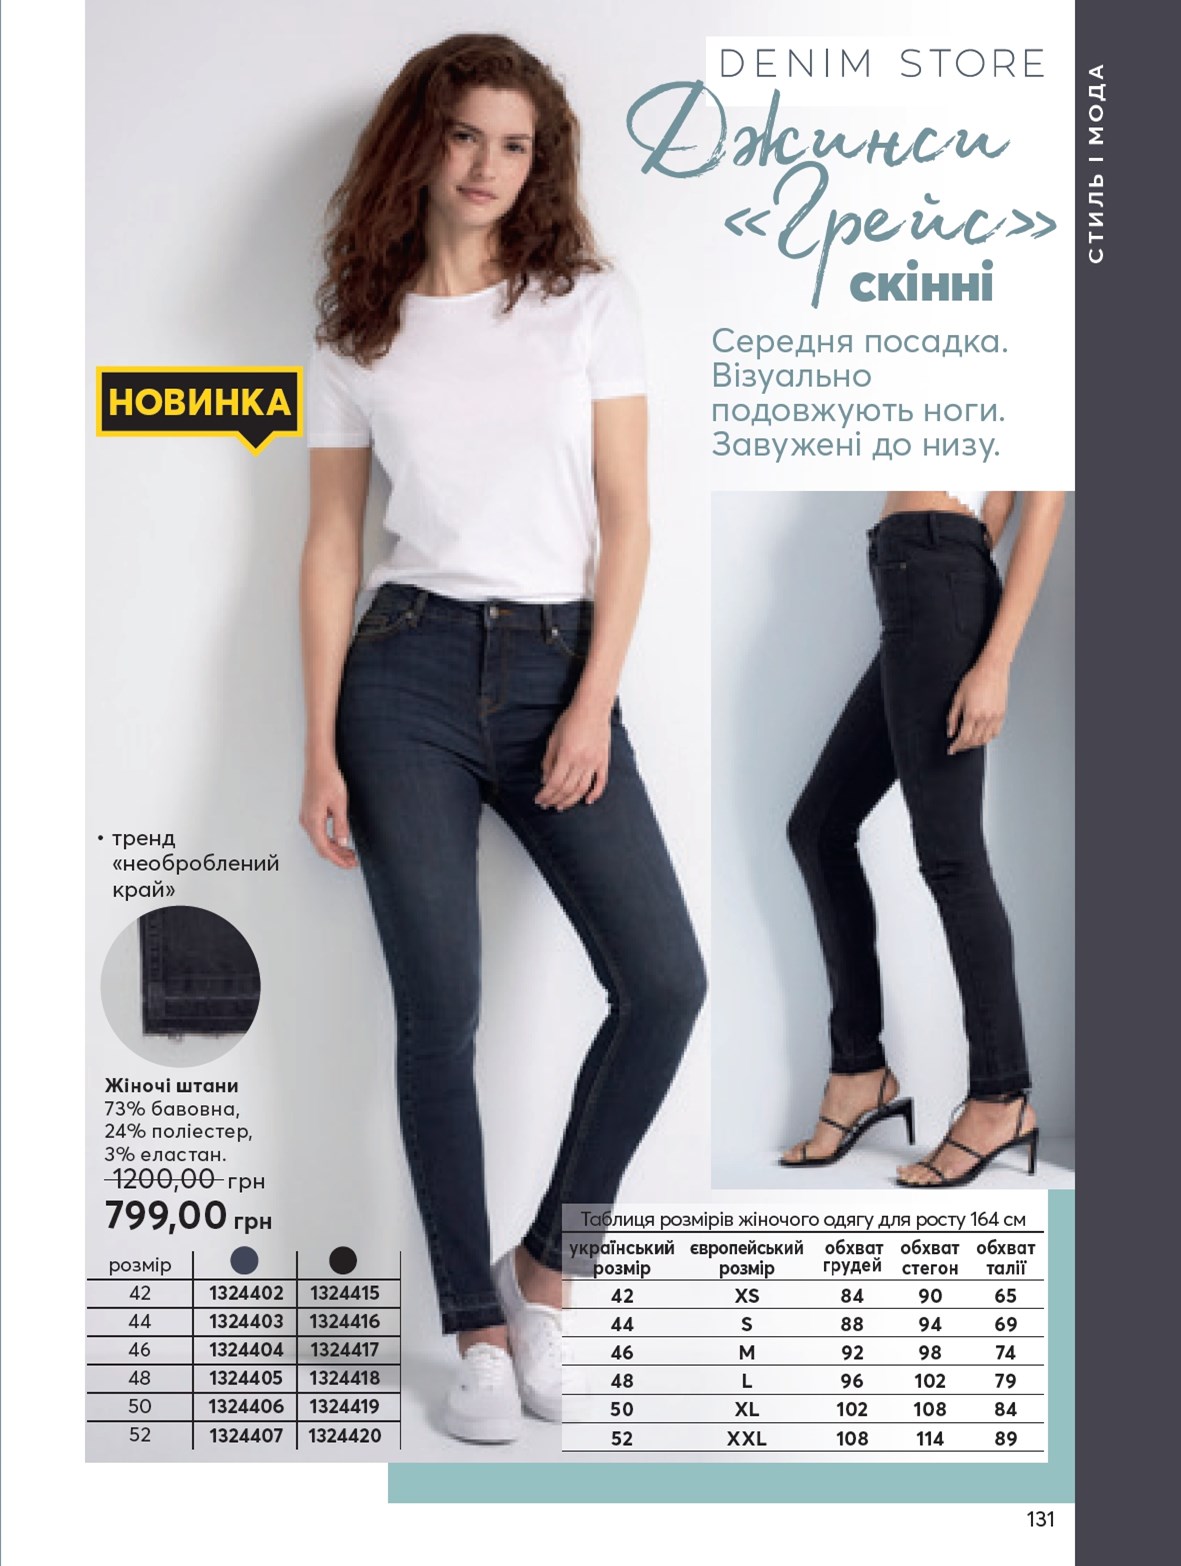 DENIM STORE
Джинси
«Грейс»
скінні
СТИЛЬ І МОДА
Середня посадка.
Візуально
подовжують ноги.
Завужені до низу.
НОВИНКА
• тренд
«необроблений
край»
Жіночі штани
73% бавовна,
24% поліестер,
3% еластан.
1200,00 грн
799,00 грн
розмір
42 1324402 1324415
44 1324403 1324416
46 1324404 1324417
48 1324405 1324418
50 1324406 1324419
52 1324407 1324420
Таблиця розмірів жіночого одягу для росту 164 см
український європейський обхват обхват обхват
розмір розмір грудей стегон талії
42 XS 84 90 65
44 S 88 94 69
46 M 92 98 74
48 L 96 102 79
50 XL 102 108 84
52 XXL 108 114 89
131